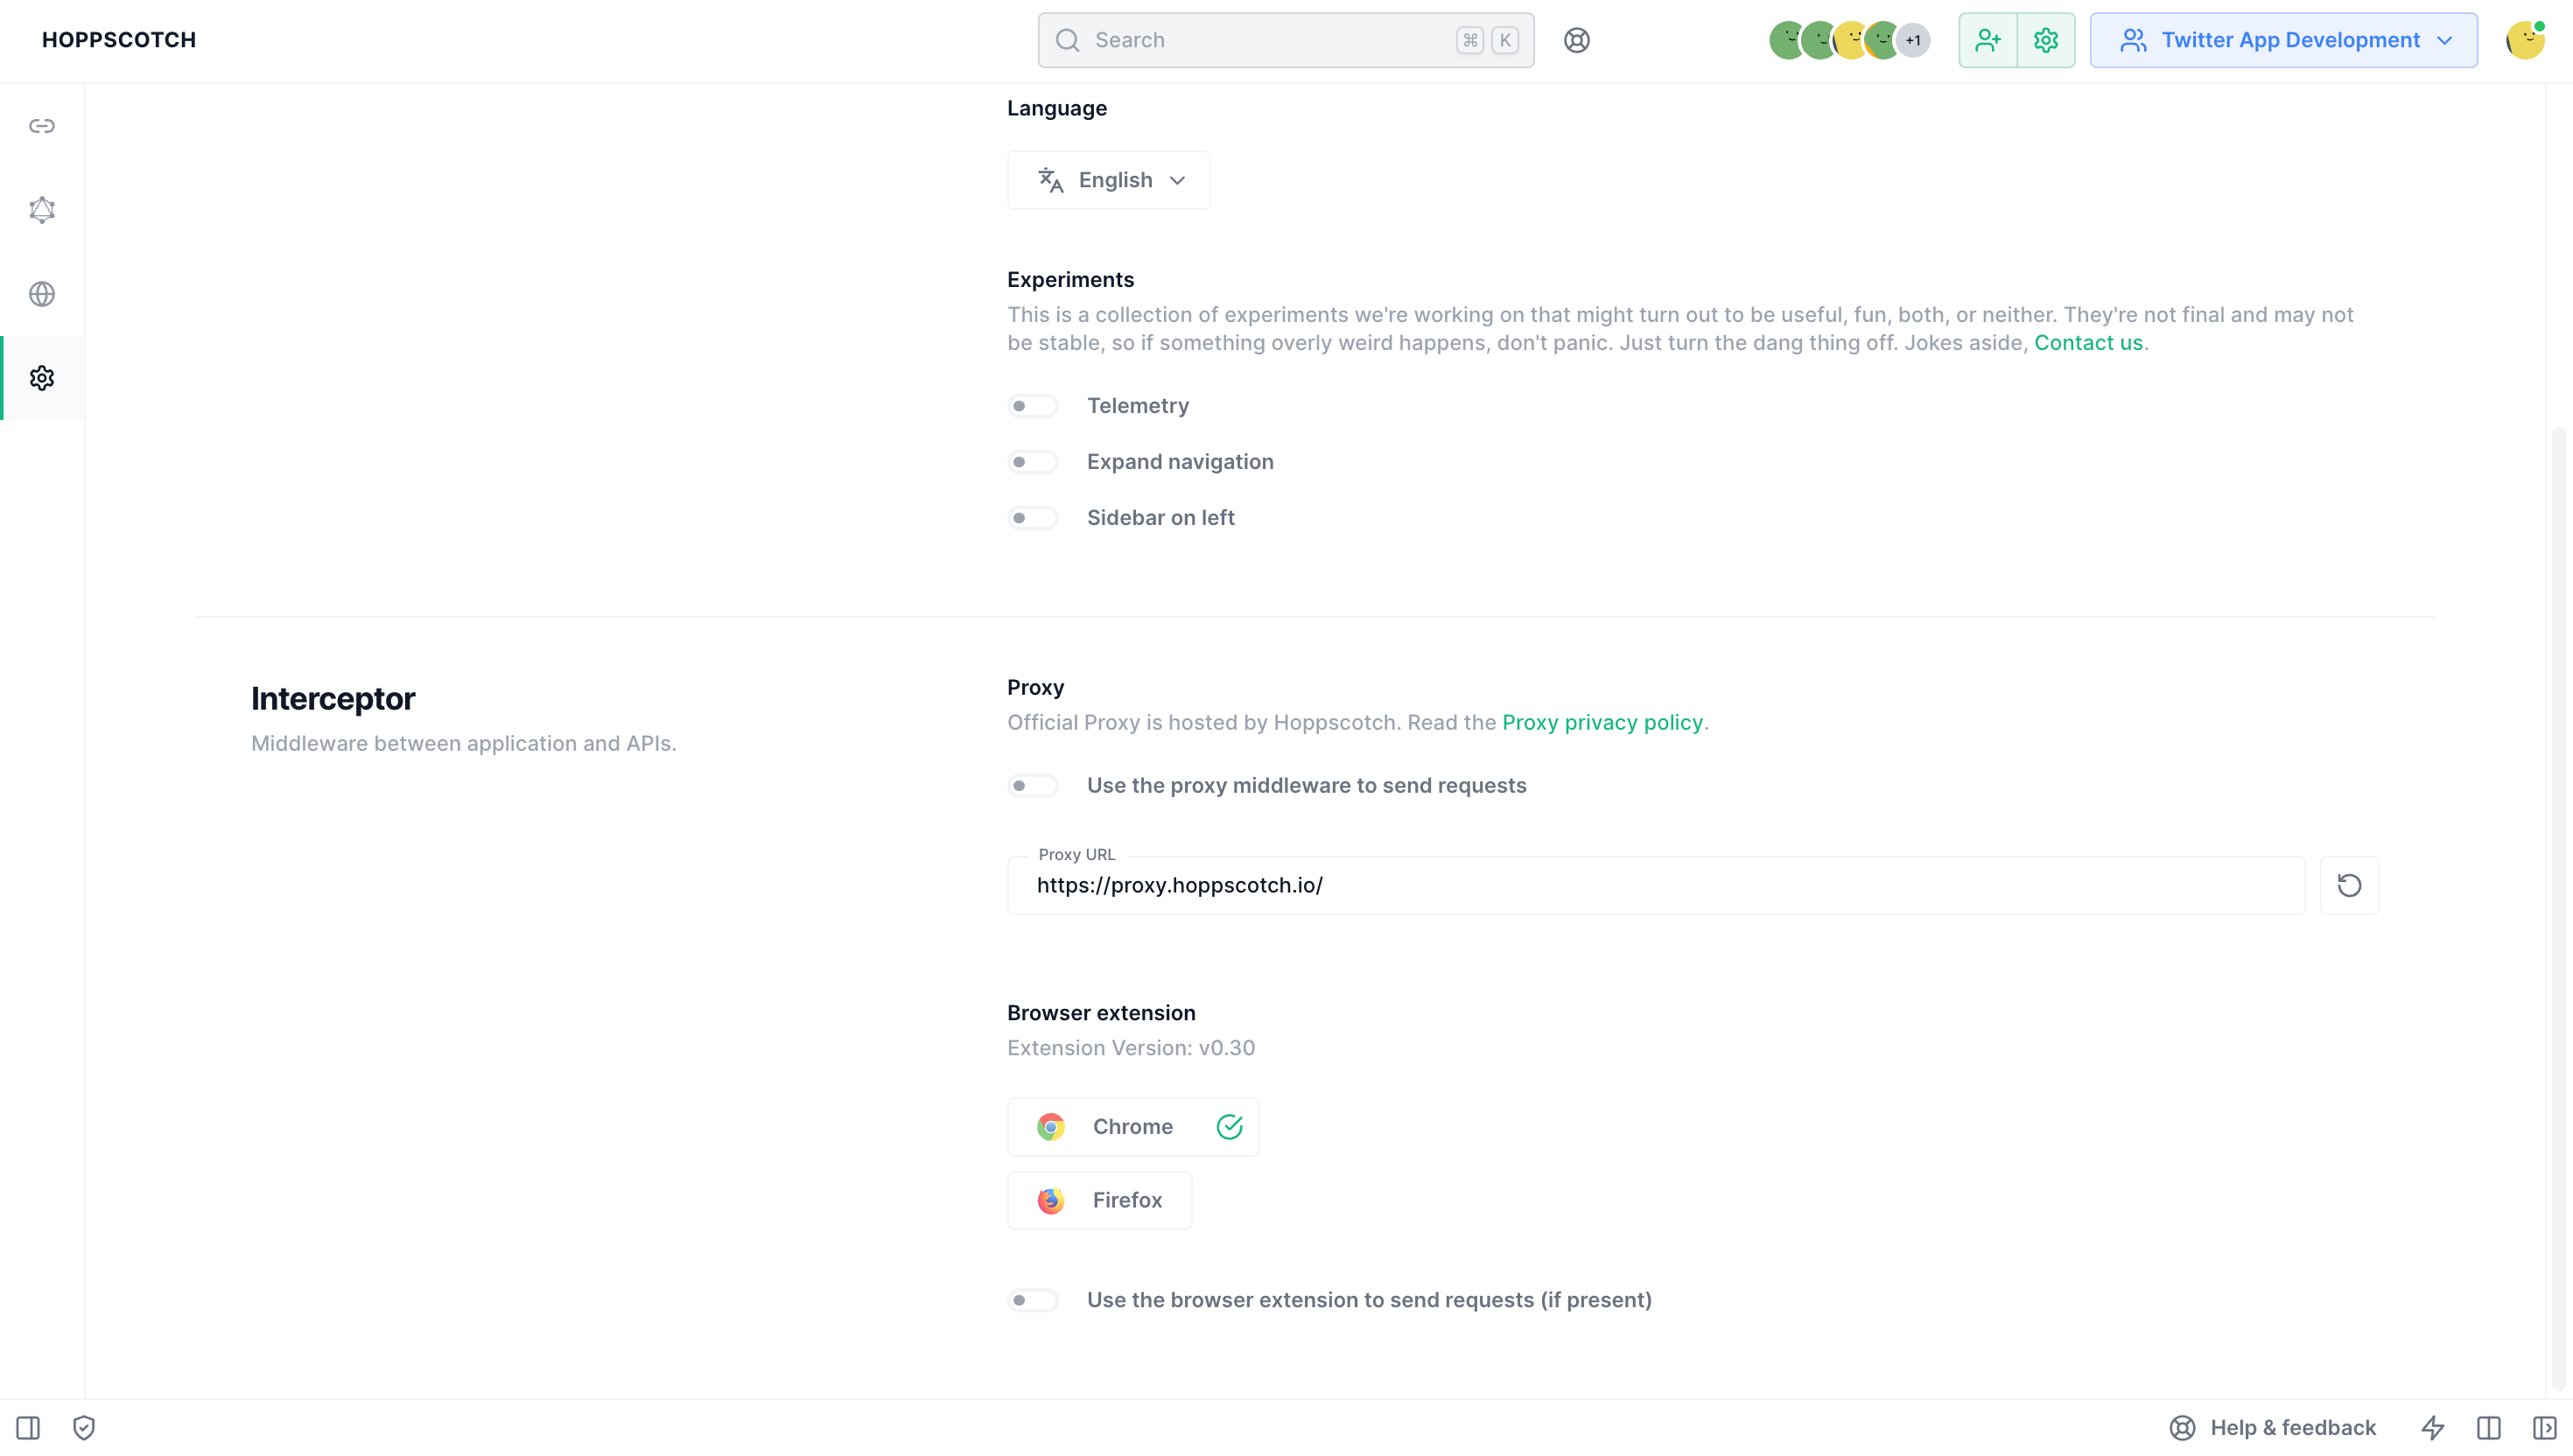 HOPPSCOTCH
Search
⌘ K
+1
Twitter App Development
Language
English
Experiments
This is a collection of experiments we're working on that might turn out to be useful, fun, both, or neither. They're not final and may not
be stable, so if something overly weird happens, don't panic. Just turn the dang thing off. Jokes aside, Contact us.
Telemetry
Expand navigation
Sidebar on left
Interceptor
Middleware between application and APIs.
Proxy
Official Proxy is hosted by Hoppscotch. Read the Proxy privacy policy.
Use the proxy middleware to send requests
Proxy URL
https://proxy.hoppscotch.io/
Browser extension
Extension Version: v0.30
Chrome
Firefox
Use the browser extension to send requests (if present)
Help & feedback